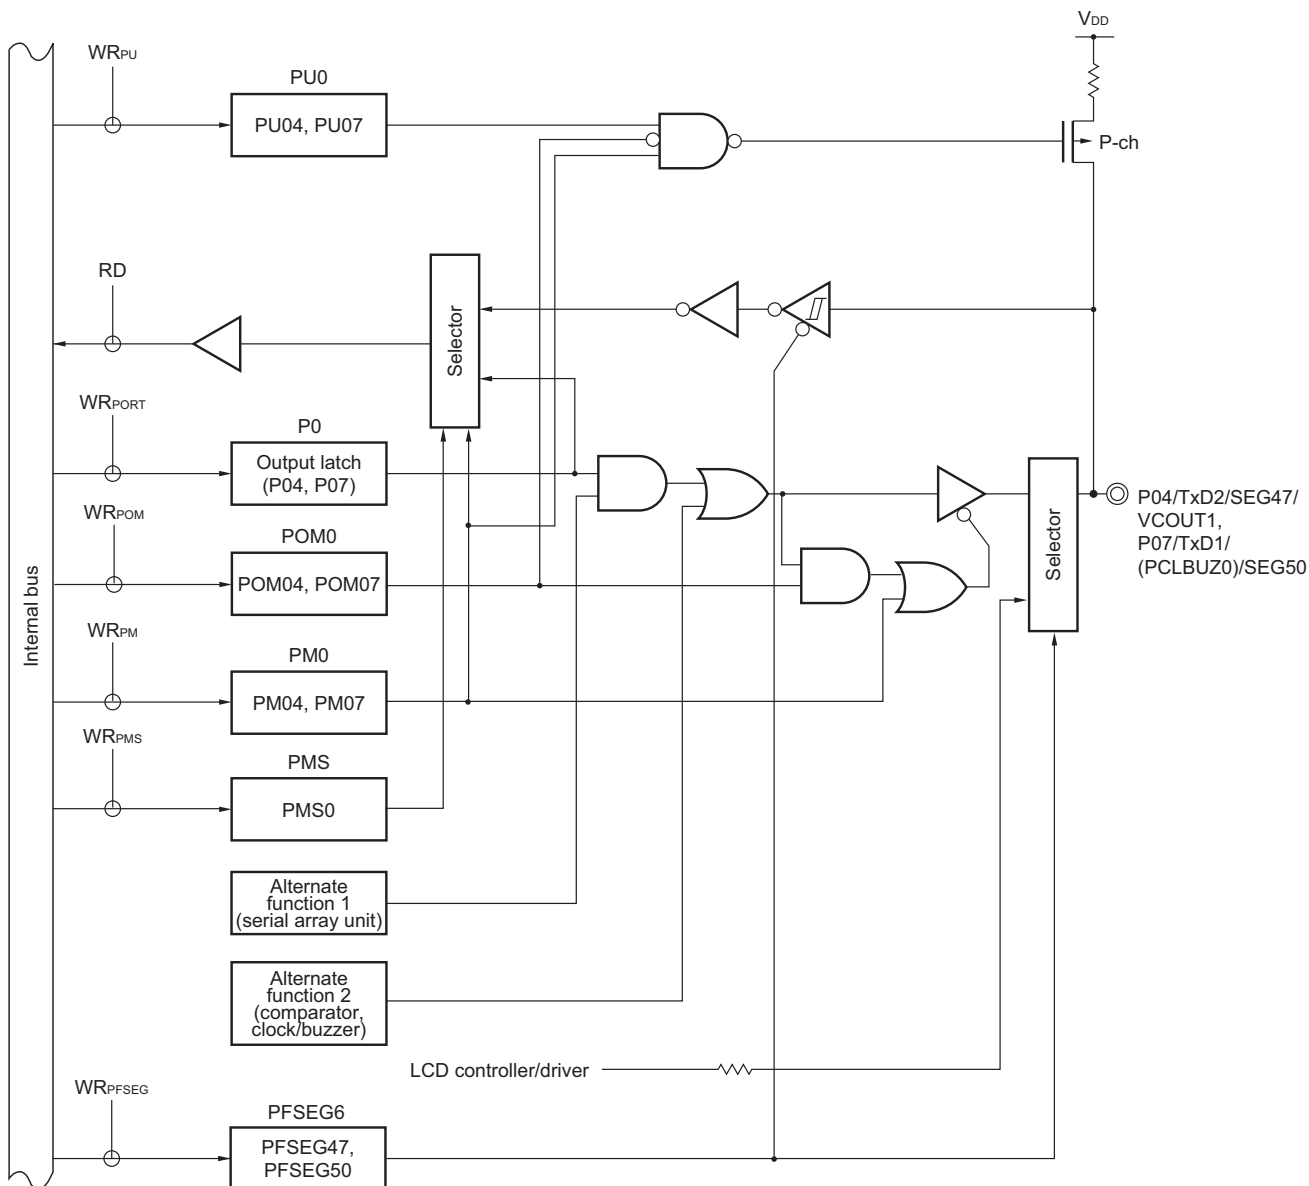 VDD
WRPU
PU0
PU04, PU07
P-ch
RD
Selector
WRPORT
P0
Output latch
(P04, P07)
WRPOM
POM0
POM04, POM07
Selector
P04/TxD2/SEG47/
VCOUT1,
P07/TxD1/
(PCLBUZ0)/SEG50
Internal bus
WRPM
PM0
PM04, PM07
WRPMS
PMS
PMS0
Alternate
function 1
(serial array unit)
Alternate
function 2
(comparator,
clock/buzzer)
LCD controller/driver
WRPFSEG
PFSEG6
PFSEG47,
PFSEG50